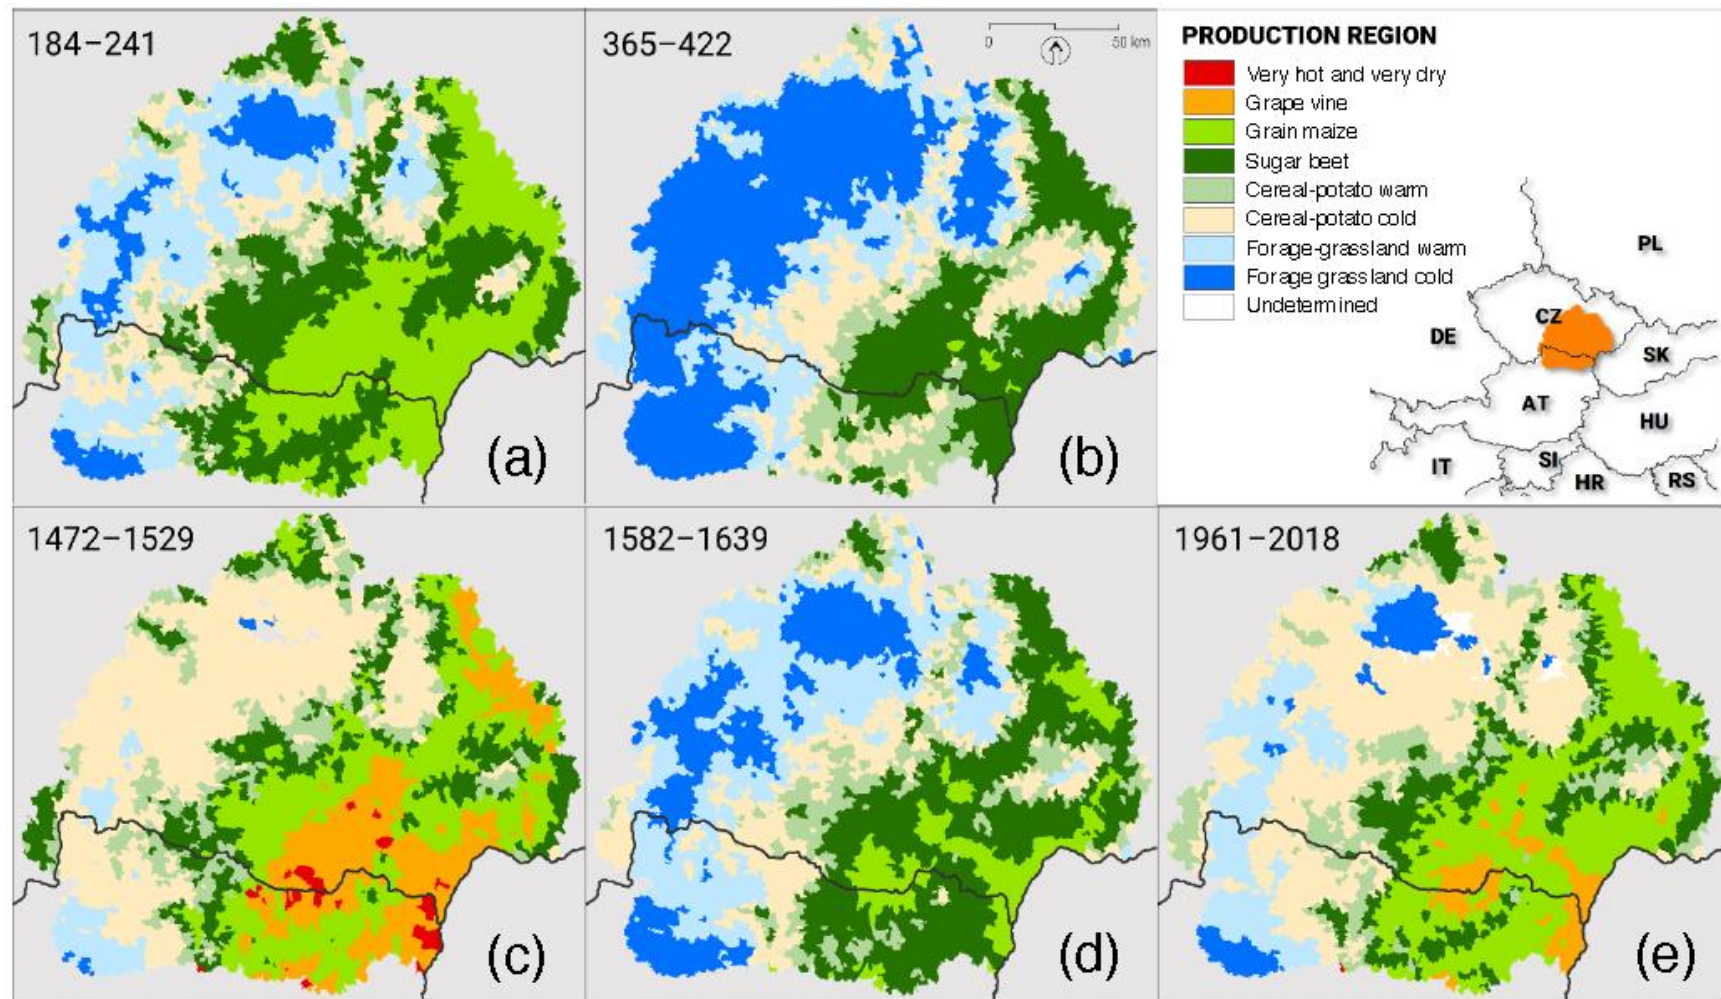 184–241
365–422
0 50 km
PRODUCTION REGION
Very hot and very dry
Grape vine
Grain maize
Sugar beet
Cereal-potato warm
Cereal-potato cold
Forage-grassland warm
Forage grassland cold
Undetermined
PL
CZ
DE
SK
AT
HU
IT
SI
HR
RS
(a)
(b)
1472–1529
1582–1639
1961–2018
(c)
(d)
(e)